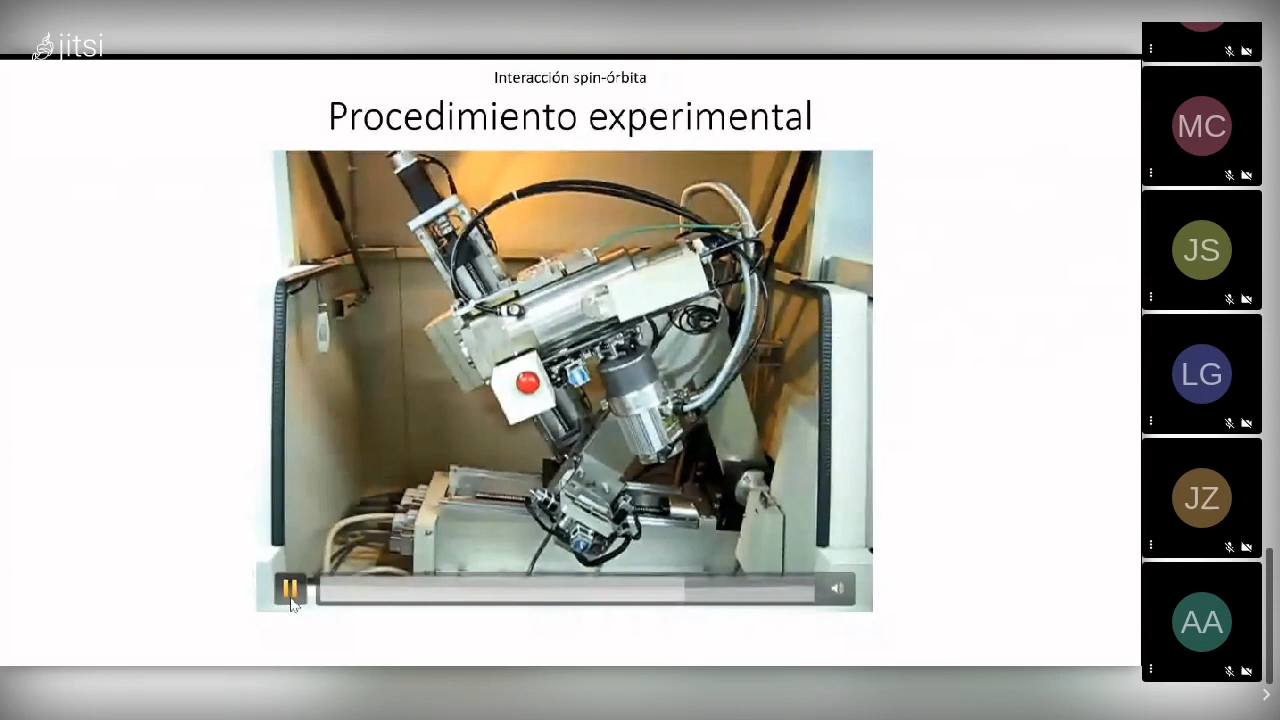 jitsi
Interacción spin-órbita
Procedimiento experimental
MC
JS
LG
JZ
AA